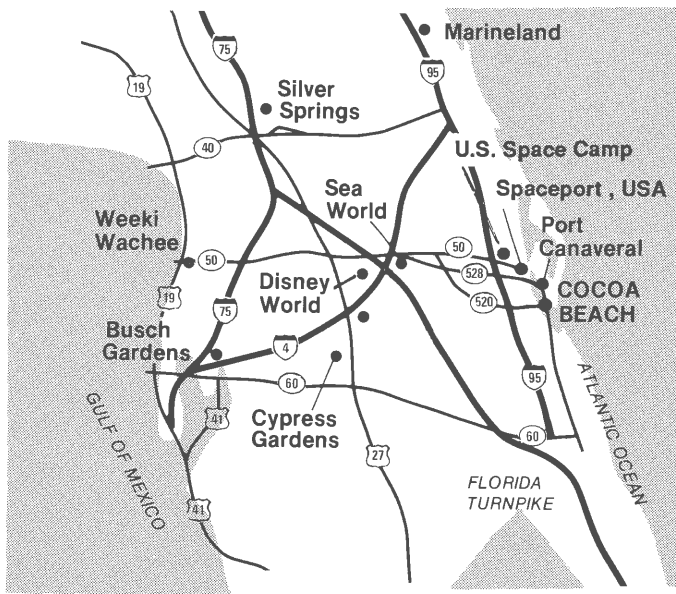 75
Marineland
95
19
Silver
Springs
40
U.S. Space Camp
Sea
World
Spaceport , USA
Weeki
Wachee
Port
Canaveral
50
50
528
Disney
World
19
520
COCOA
BEACH
75
Busch
Gardens
4
60
95
41
Cypress
Gardens
60
27
GULF OF MEXICO
ATLANTIC OCEAN
FLORIDA
TURNPIKE
41